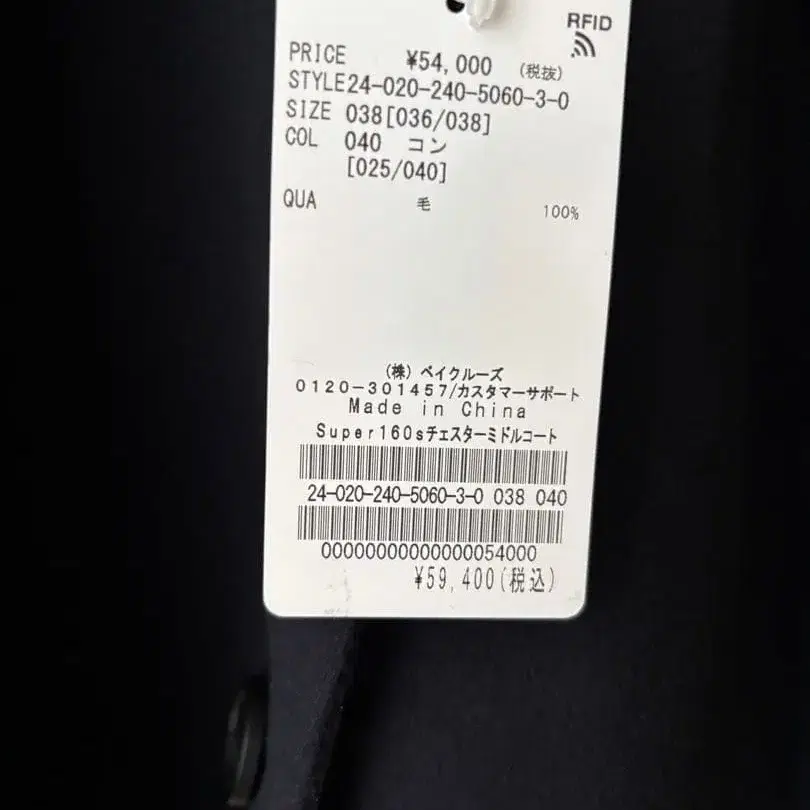 RFID
PRICE ¥54,000 (税抜)
STYLE24-020-240-5060-3-0
SIZE 038[036/038]
COL 040 コン
[025/040]
QUA 毛 100%
(株) ベイクルーズ
0120-301457/カスタマーサポート
Made in China
Super160sチェスターミドルコート
24-020-240-5060-3-0 038 040
00000000000000054000
¥59,400(税込)